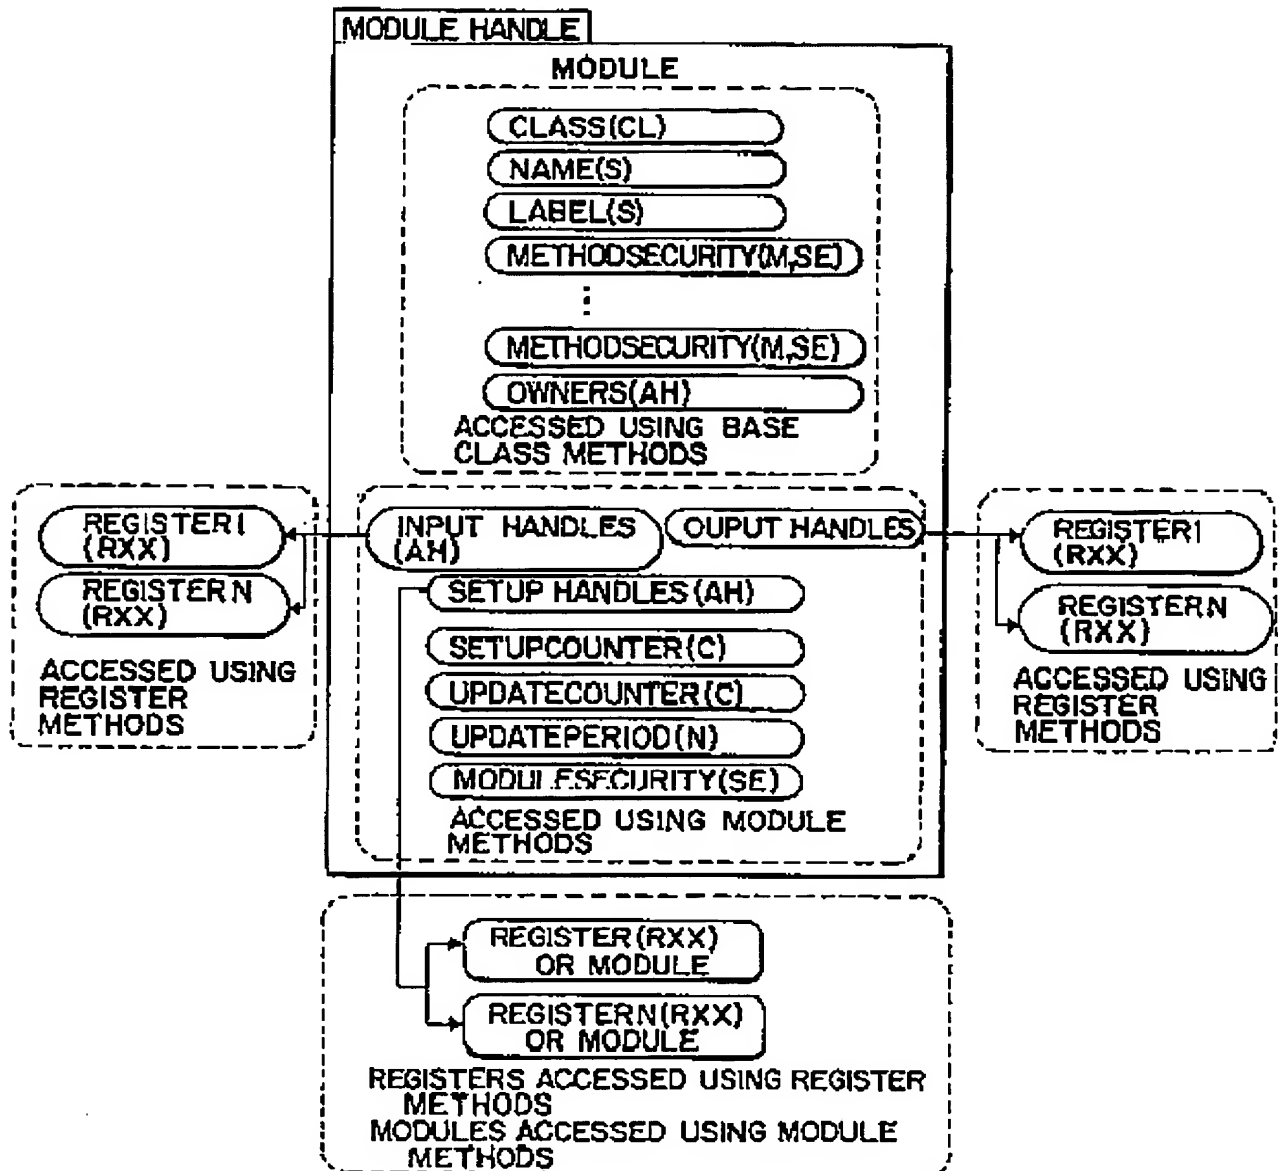 MODULE HANDLE
MODULE
CLASS(CL)
NAME(S)
LABEL(S)
METHODSECURITY(M,SE)
METHODSECURITY(M,SE)
OWNERS(AH)
ACCESSED USING BASE
CLASS METHODS
REGISTER1
(RXX)
REGISTERN
(RXX)
ACCESSED USING
REGISTER
METHODS
INPUT HANDLES
(AH)
OUPUT HANDLES
SETUP HANDLES(AH)
SETUPCOUNTER(C)
UPDATECOUNTER(C)
UPDATEPERIOD(N)
MODULESECURITY(SE)
ACCESSED USING MODULE
METHODS
REGISTER1
(RXX)
REGISTERN
(RXX)
ACCESSED USING
REGISTER
METHODS
REGISTER(RXX)
OR MODULE
REGISTERN(RXX)
OR MODULE
REGISTERS ACCESSED USING REGISTER
METHODS
MODULES ACCESSED USING MODULE
METHODS